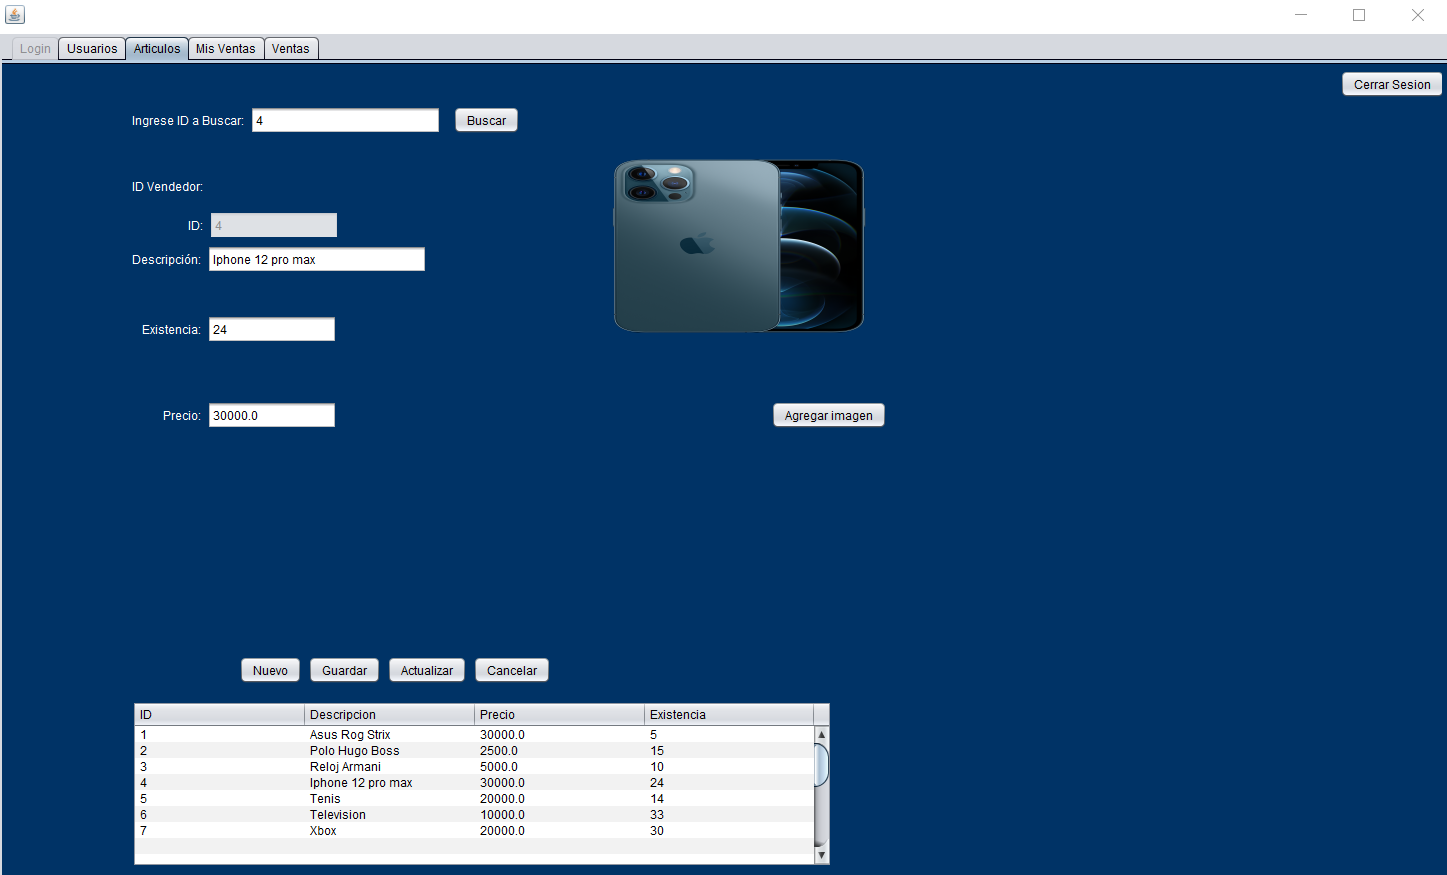 Login Usuarios Articulos Mis Ventas Ventas
Cerrar Sesion
Ingrese ID a Buscar: 4 Buscar
ID Vendedor:
ID: 4
Descripción: Iphone 12 pro max
Existencia: 24
Precio: 30000.0 Agregar imagen
Nuevo Guardar Actualizar Cancelar
ID Descripcion Precio Existencia
1 Asus Rog Strix 30000.0 5
2 Polo Hugo Boss 2500.0 15
3 Reloj Armani 5000.0 10
4 Iphone 12 pro max 30000.0 24
5 Tenis 20000.0 14
6 Television 10000.0 33
7 Xbox 20000.0 30